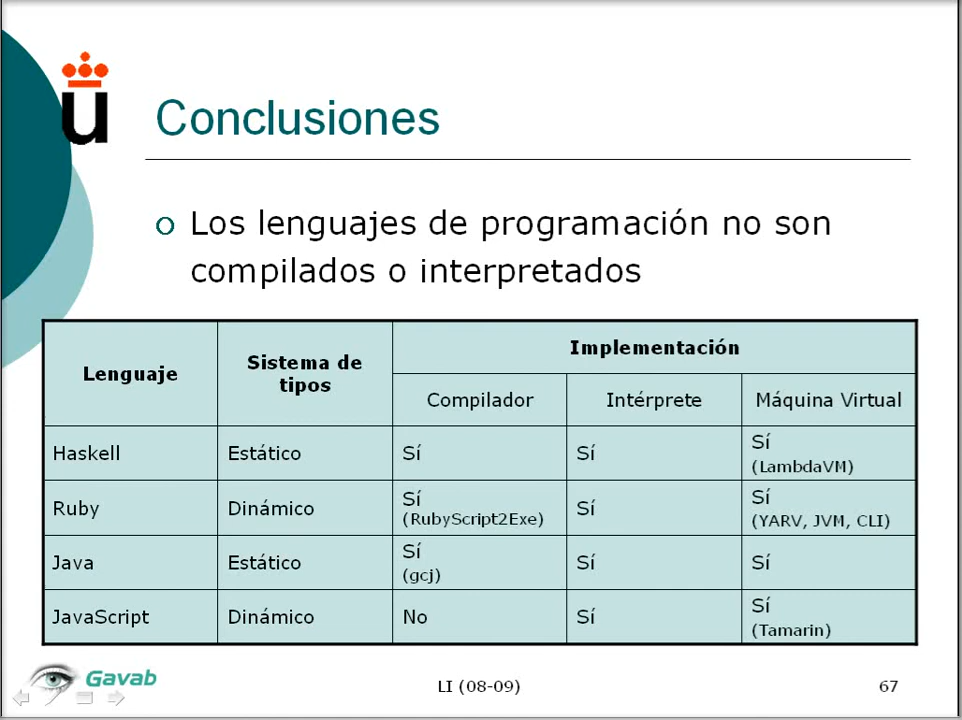 u
Conclusiones
o Los lenguajes de programación no son
compilados o interpretados
Lenguaje
Sistema de
tipos
Implementación
Compilador
Intérprete
Máquina Virtual
Haskell
Estático
Sí
Sí
Sí
(LambdaVM)
Ruby
Dinámico
Sí
(RubyScript2Exe)
Sí
Sí
(YARV, JVM, CLI)
Java
Estático
Sí
(gcj)
Sí
Sí
JavaScript
Dinámico
No
Sí
Sí
(Tamarin)
Gavab
LI (08-09)
67